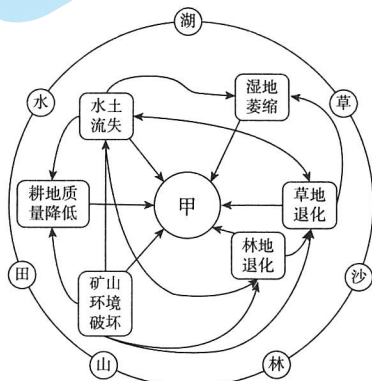 湖
水
草
水土
流失
湿地
萎缩
耕地质
量降低
甲
草地
退化
林地
退化
田
矿山
环境
破坏
沙
山
林